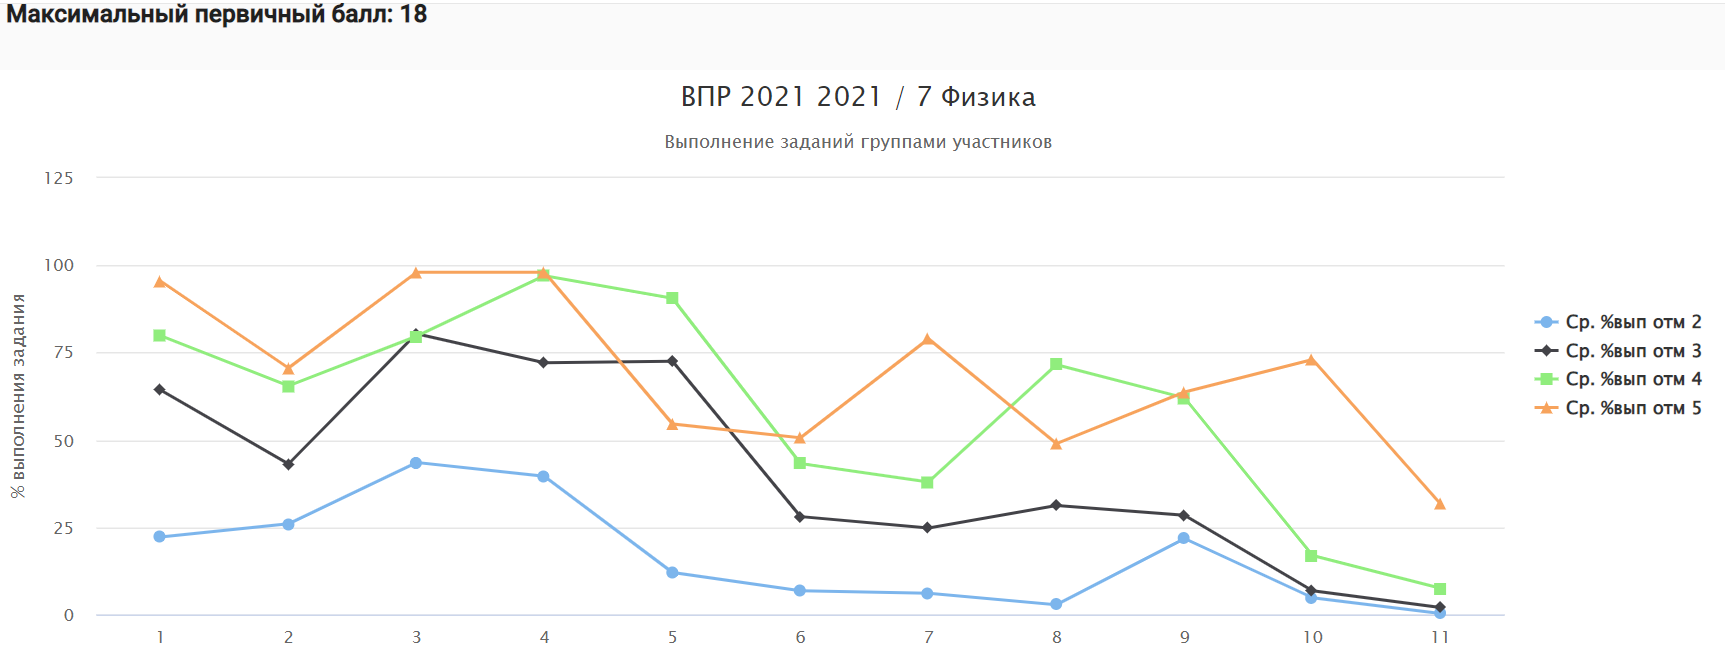 Максимальный первичный балл: 18
ВПР 2021 2021 / 7 Физика
Выполнение заданий группами участников
% выполнения задания
125
100
75
50
25
0
1 2 3 4 5 6 7 8 9 10 11
Ср. %вып отм 2
Ср. %вып отм 3
Ср. %вып отм 4
Ср. %вып отм 5